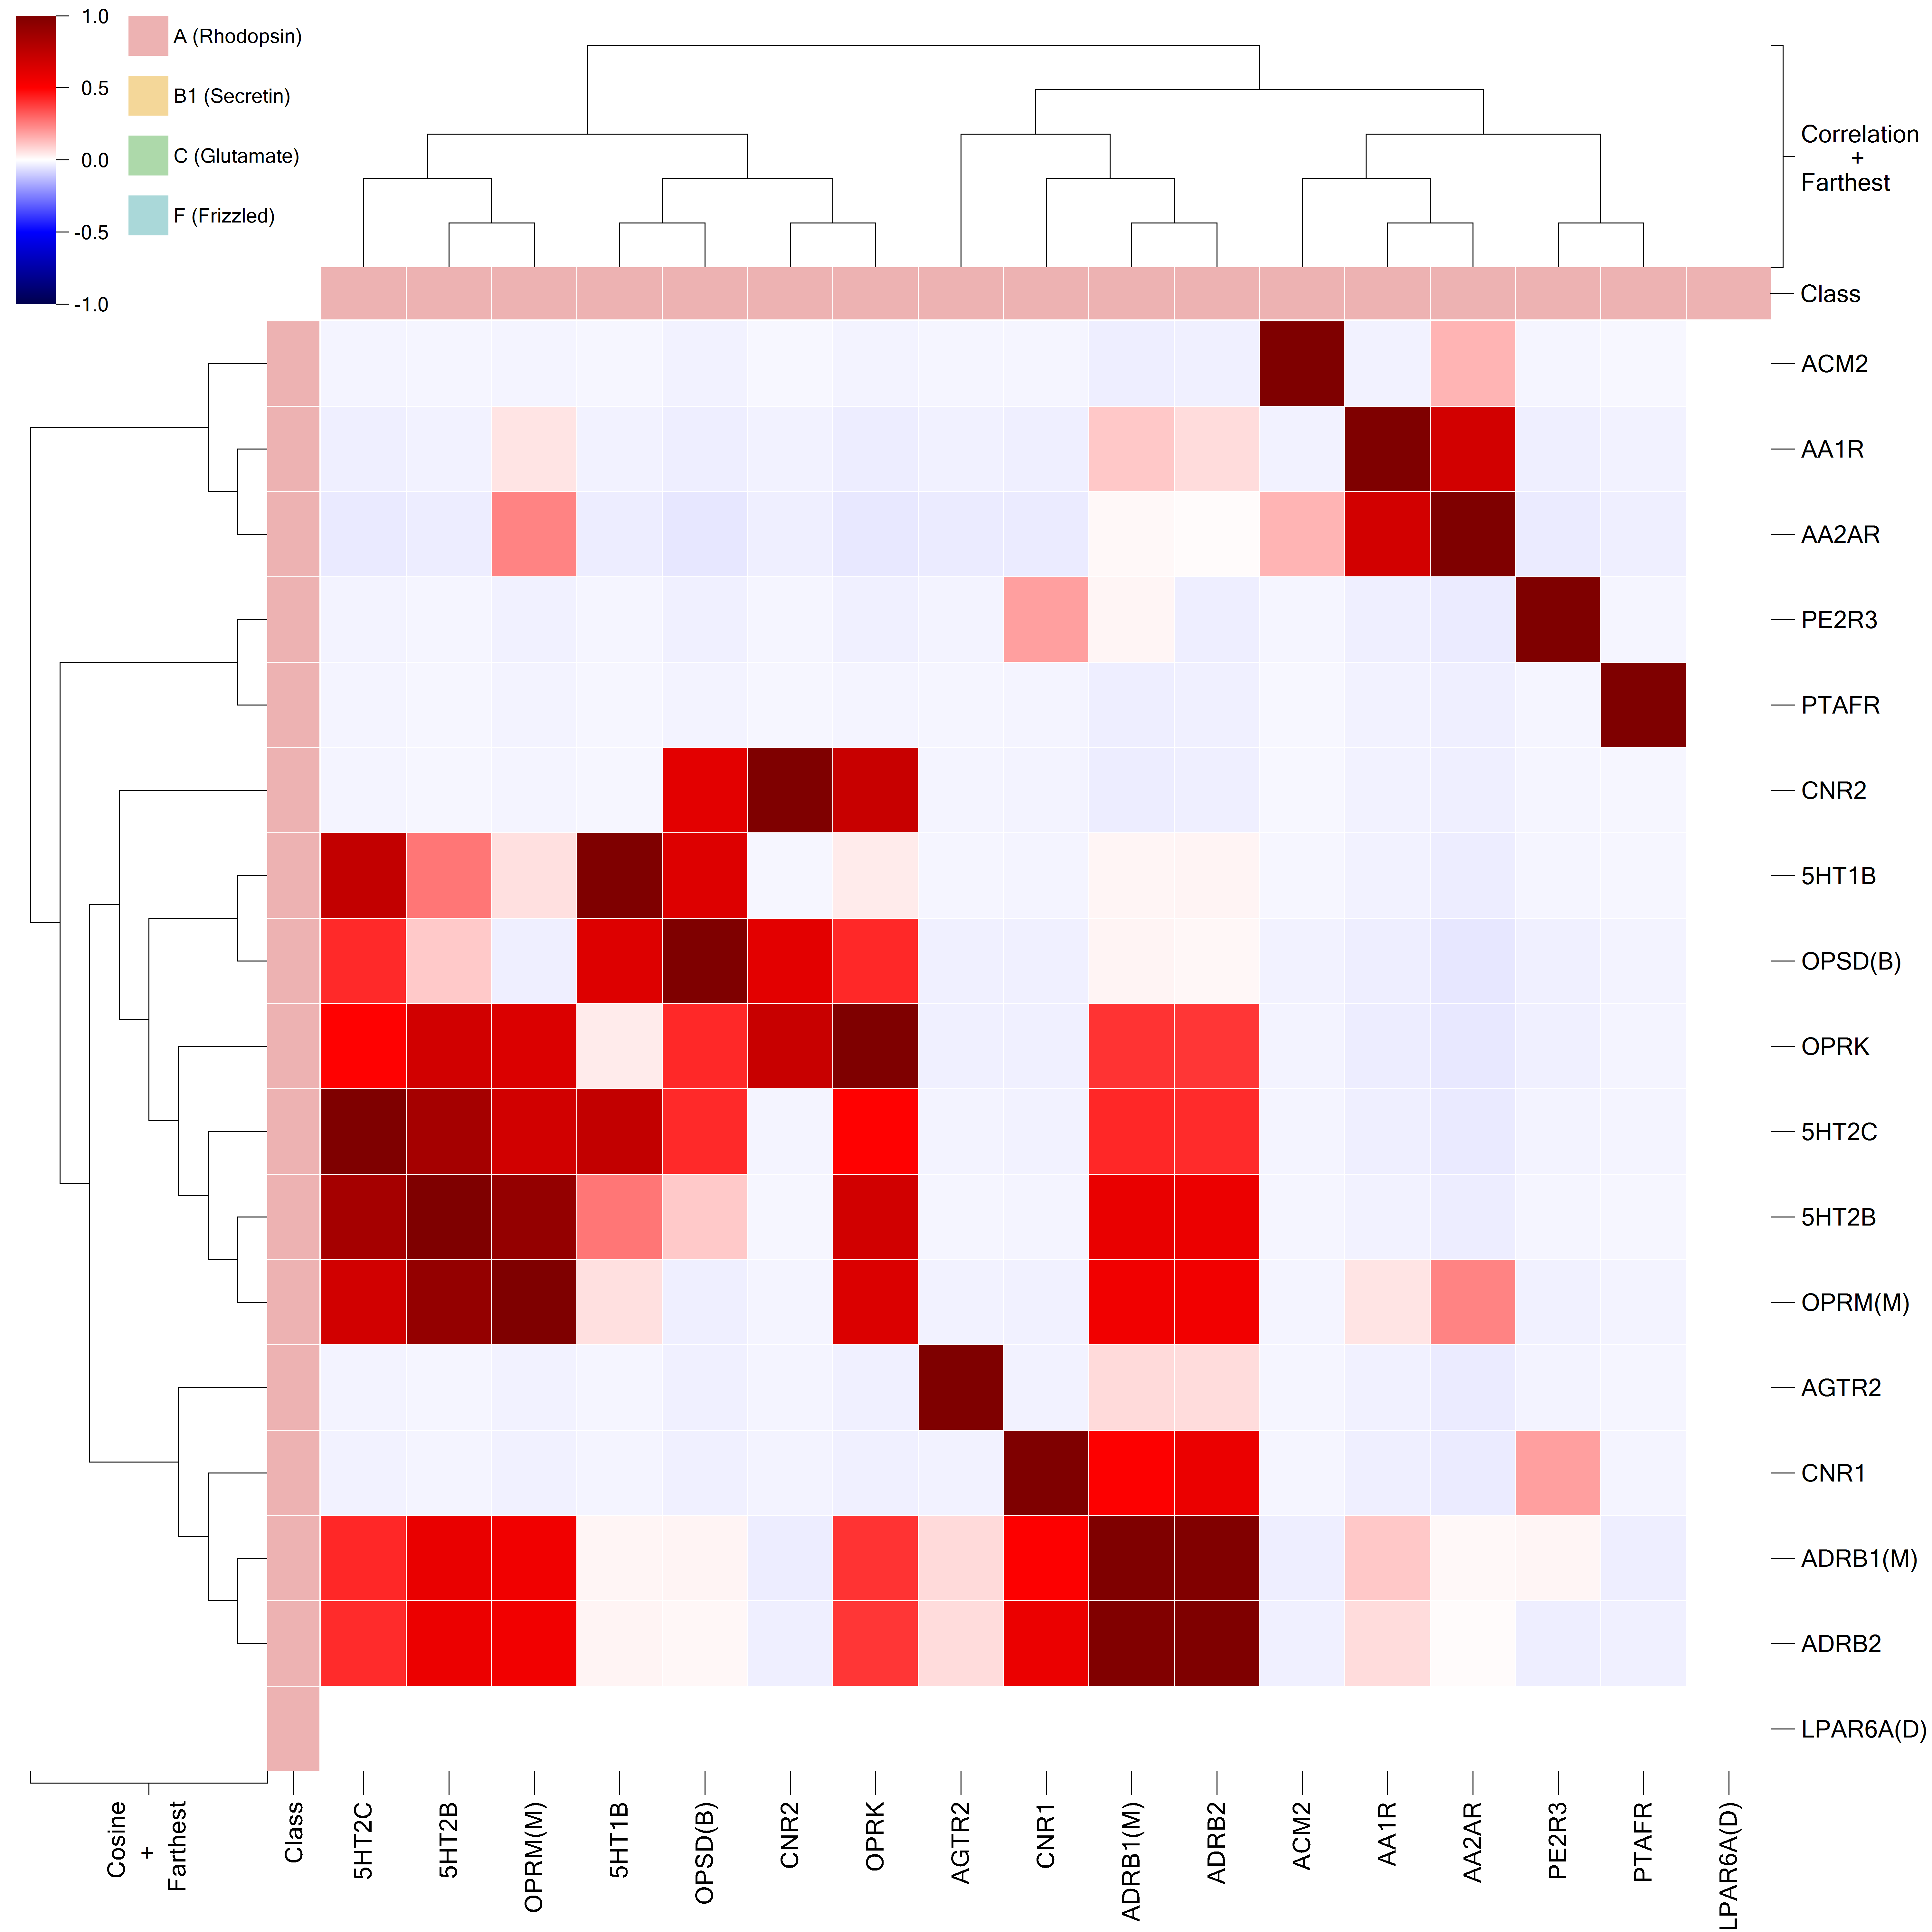 1.0
0.5
0.0
-0.5
-1.0
A (Rhodopsin)
B1 (Secretin)
C (Glutamate)
F (Frizzled)
Correlation
+
Farthest
Class
ACM2
AA1R
AA2AR
PE2R3
PTAFR
CNR2
5HT1B
OPSD(B)
OPRK
5HT2C
5HT2B
OPRM(M)
AGTR2
CNR1
ADRB1(M)
ADRB2
LPAR6A(D)
Cosine
+
Farthest
Class
5HT2C
5HT2B
OPRM(M)
5HT1B
OPSD(B)
CNR2
OPRK
AGTR2
CNR1
ADRB1(M)
ADRB2
ACM2
AA1R
AA2AR
PE2R3
PTAFR
LPAR6A(D)